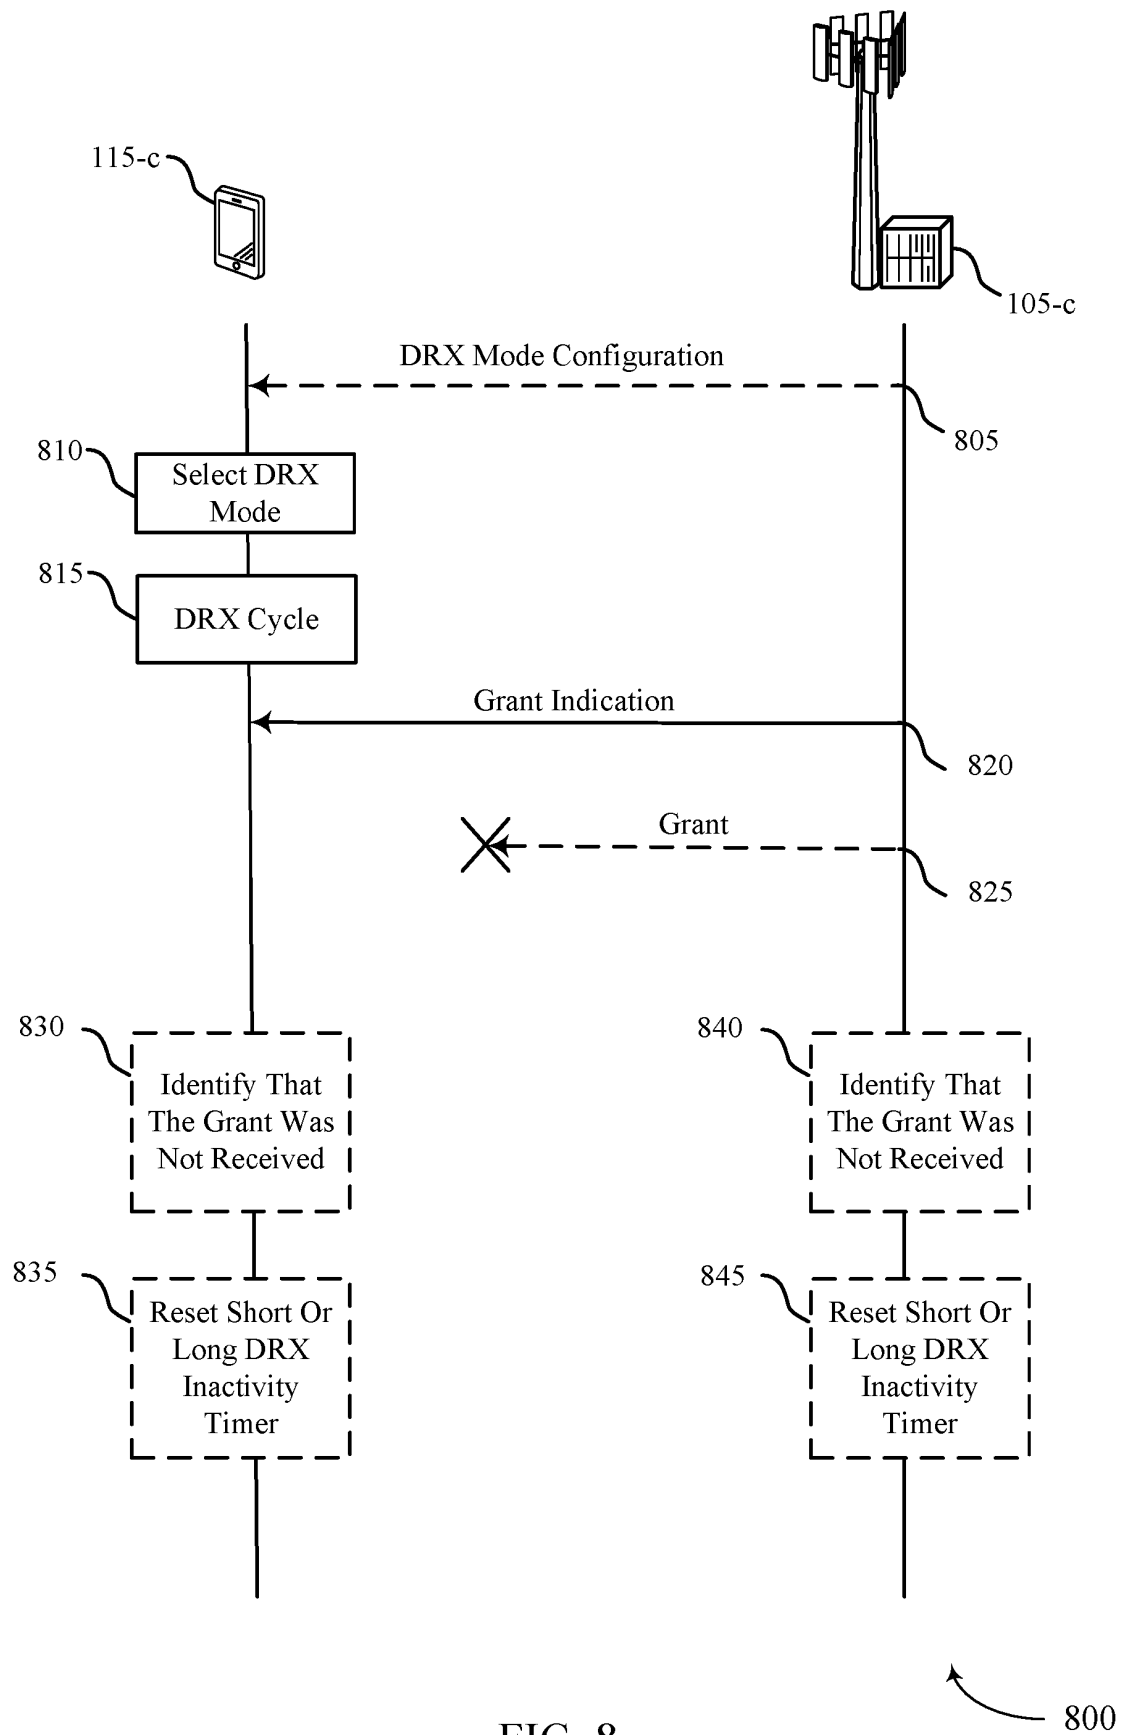 115-c
105-c
DRX Mode Configuration
805
810
Select DRX
Mode
815
DRX Cycle
Grant Indication
820
Grant
825
830
Identify That
The Grant Was
Not Received
840
Identify That
The Grant Was
Not Received
835
Reset Short Or
Long DRX
Inactivity
Timer
845
Reset Short Or
Long DRX
Inactivity
Timer
800
FIG. 8